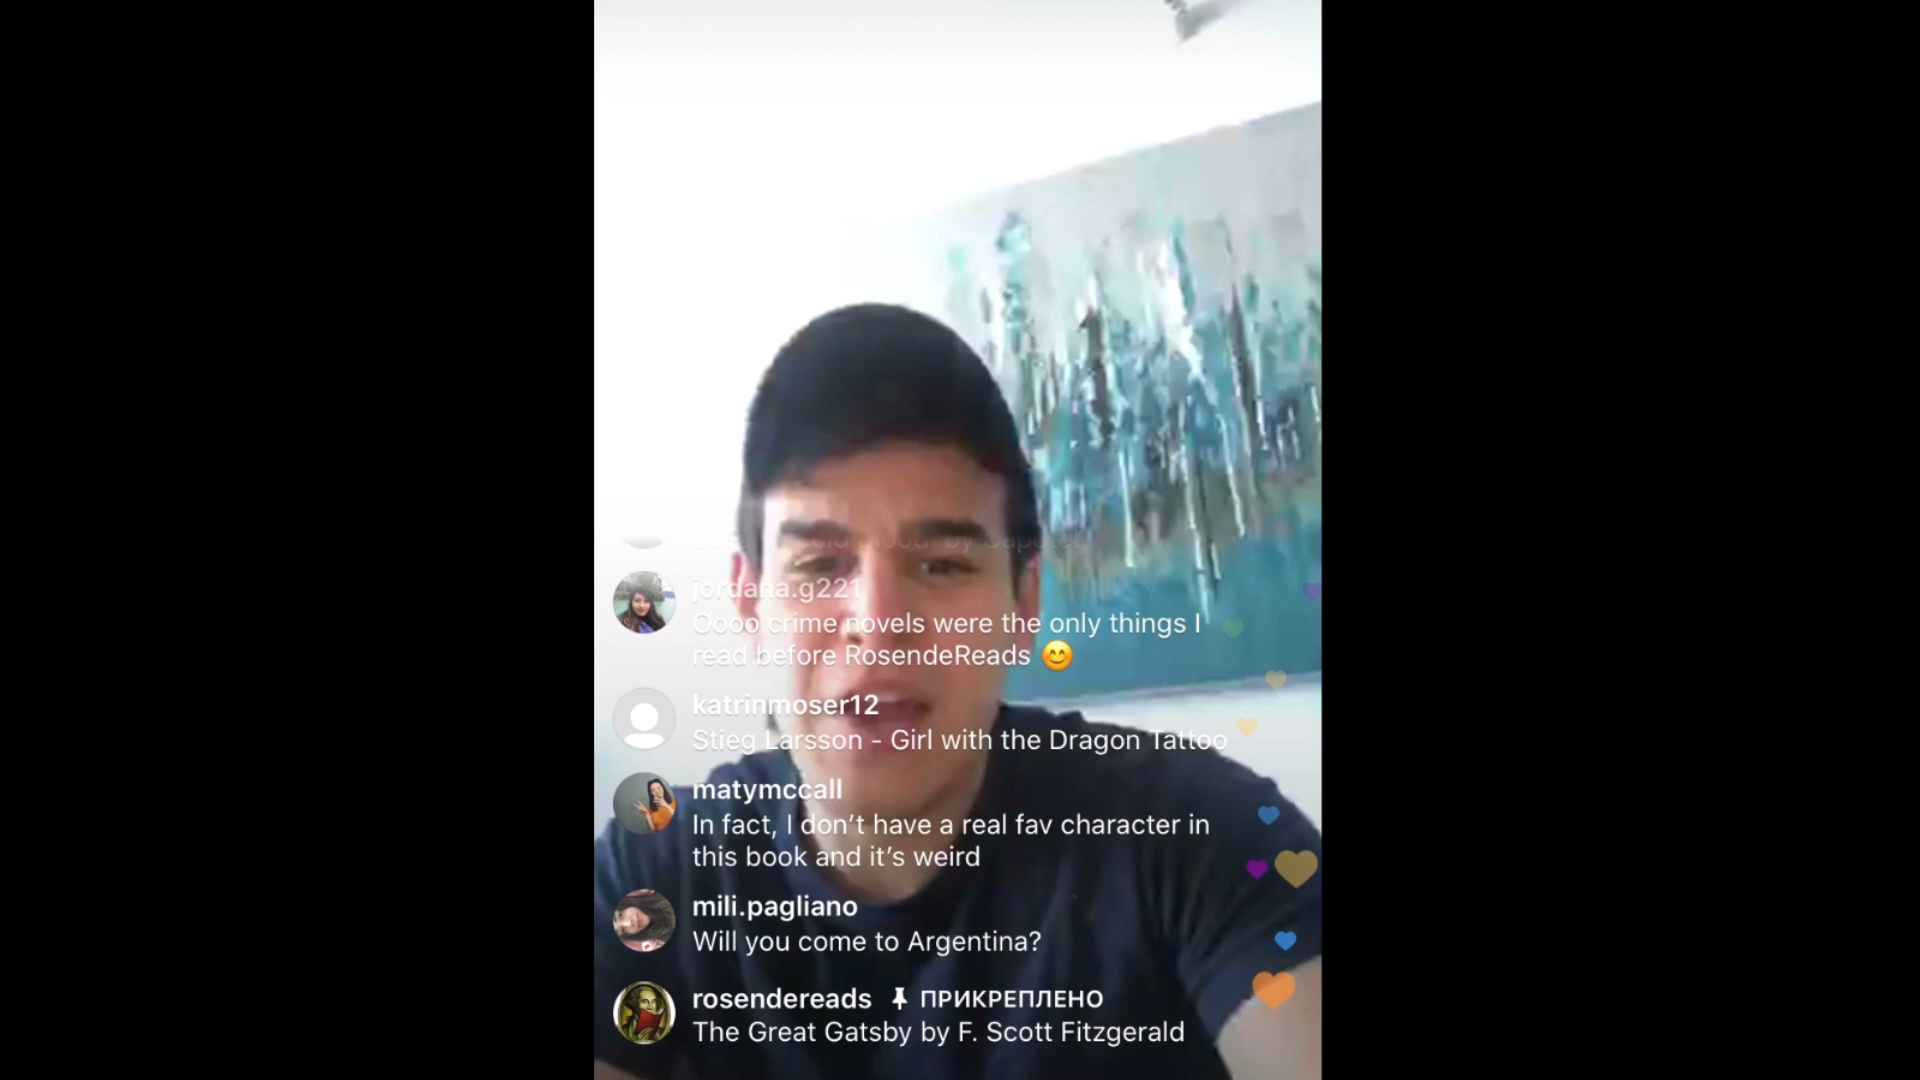 jordana.g221
Oooo crime novels were the only things I
read before RosendeReads 😊
katrinmoser12
Stieg Larsson - Girl with the Dragon Tattoo
matymccall
In fact, I don’t have a real fav character in
this book and it’s weird
mili.pagliano
Will you come to Argentina?
rosendereads ПРИКРЕПЛЕНО
The Great Gatsby by F. Scott Fitzgerald